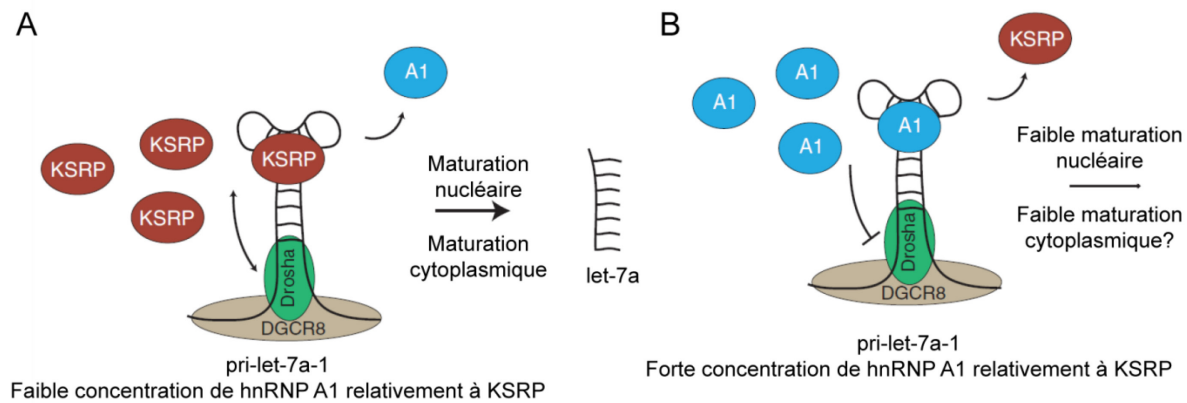 A
A1
KSRP
KSRP
KSRP
KSRP
Drosha
DGCR8
pri-let-7a-1
Faible concentration de hnRNP A1 relativement à KSRP
Maturation
nucléaire
Maturation
cytoplasmique
let-7a
B
KSRP
A1
A1
A1
A1
Drosha
DGCR8
Faible maturation
nucléaire
Faible maturation
cytoplasmique?
pri-let-7a-1
Forte concentration de hnRNP A1 relativement à KSRP